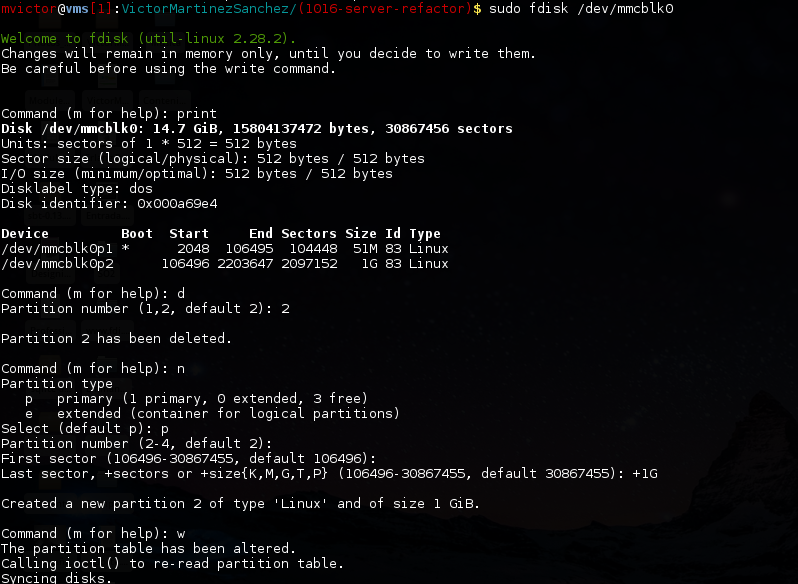 mvictor@vms[1]:VictorMartinezSanchez/(1016-server-refactor)$ sudo fdisk /dev/mmcblk0
Welcome to fdisk (util-linux 2.28.2).
Changes will remain in memory only, until you decide to write them.
Be careful before using the write command.
Command (m for help): print
Disk /dev/mmcblk0: 14.7 GiB, 15804137472 bytes, 30867456 sectors
Units: sectors of 1 * 512 = 512 bytes
Sector size (logical/physical): 512 bytes / 512 bytes
I/O size (minimum/optimal): 512 bytes / 512 bytes
Disklabel type: dos
Disk identifier: 0x000a69e4
Device         Boot  Start     End Sectors Size Id Type
/dev/mmcblk0p1 *      2048  106495  104448  51M 83 Linux
/dev/mmcblk0p2      106496 2203647 2097152   1G 83 Linux
Command (m for help): d
Partition number (1,2, default 2): 2
Partition 2 has been deleted.
Command (m for help): n
Partition type
   p   primary (1 primary, 0 extended, 3 free)
   e   extended (container for logical partitions)
Select (default p): p
Partition number (2-4, default 2):
First sector (106496-30867455, default 106496):
Last sector, +sectors or +size{K,M,G,T,P} (106496-30867455, default 30867455): +1G
Created a new partition 2 of type 'Linux' and of size 1 GiB.
Command (m for help): w
The partition table has been altered.
Calling ioctl() to re-read partition table.
Syncing disks.